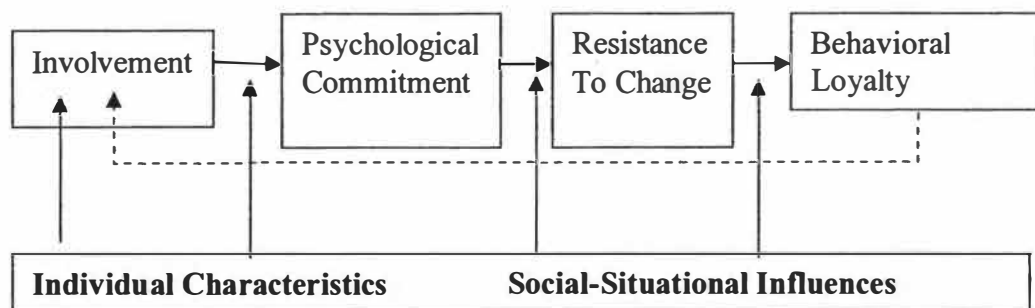 Involvement
Psychological
Commitment
Resistance
To Change
Behavioral
Loyalty
Individual Characteristics Social-Situational Influences